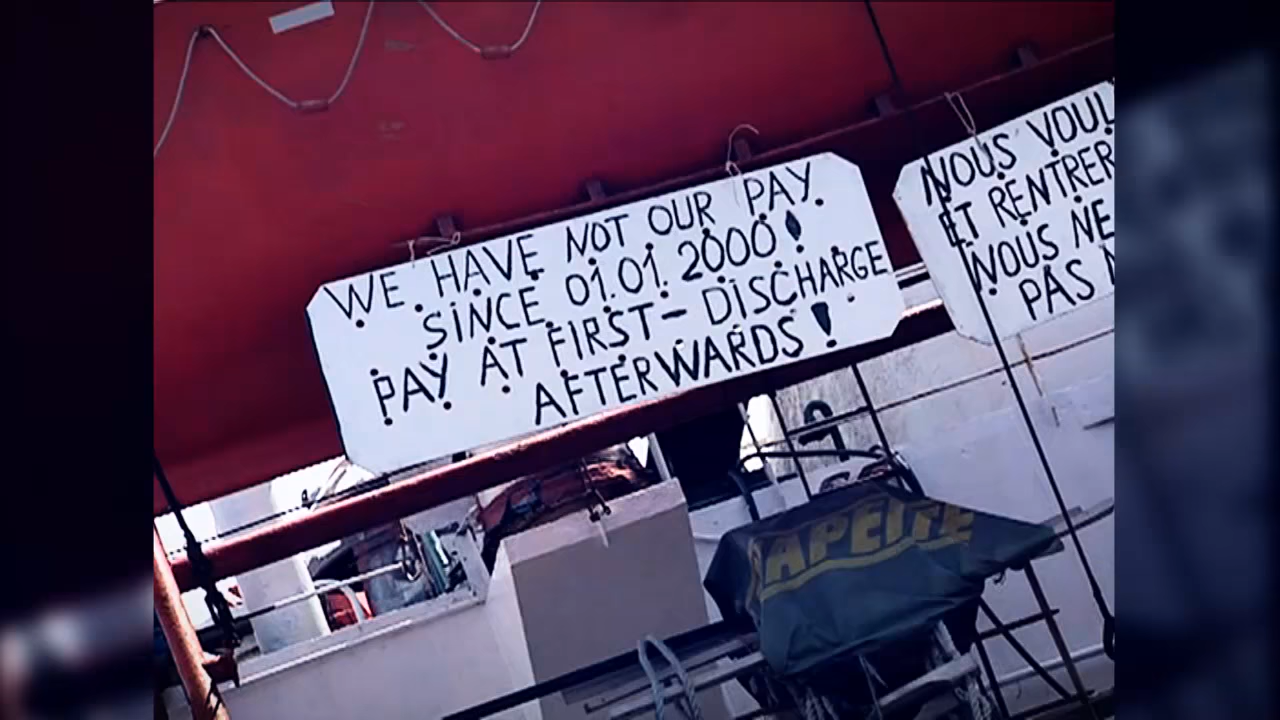 WE HAVE NOT OUR PAY
SINCE 01.01.2000!
PAY AT FIRST-DISCHARGE
AFTERWARDS!
NOUS VOUL
ET RENTRER
NOUS NE
PAS